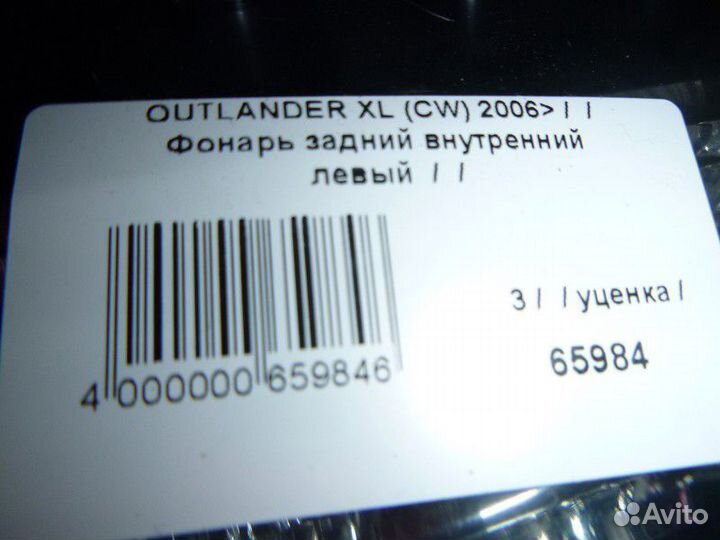 OUTLANDER XL (CW) 2006> / /
Фонарь задний внутренний
левый / /
3 / / уценка /
65984
4 000000 659846
Avito